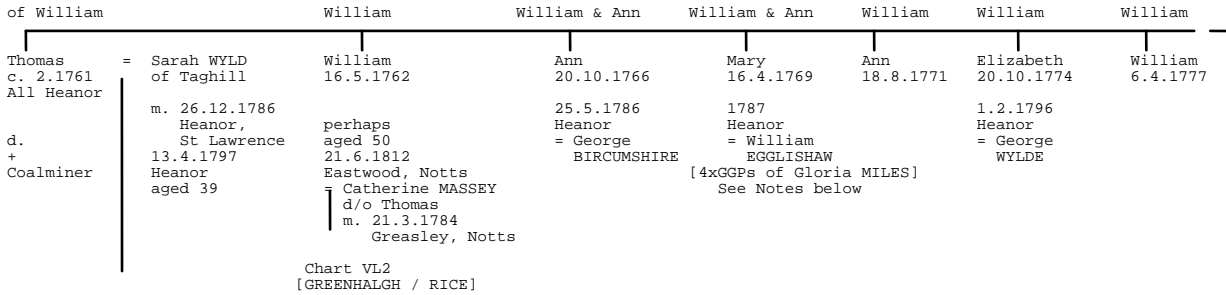 of William William William & Ann William & Ann William William William
Thomas = Sarah WYLD William Ann Mary Ann Elizabeth William
c. 2.1761 of Taghill 16.5.1762 20.10.1766 16.4.1769 18.8.1771 20.10.1774 6.4.1777
All Heanor
m. 26.12.1786 25.5.1786 1787 1.2.1796
Heanor, perhaps Heanor Heanor Heanor
d. St Lawrence aged 50 = George = William = George
+ 13.4.1797 21.6.1812 BIRCUMSHIRE EGGLISHAW WYLDE
Coalminer Heanor Eastwood, Notts [4xGGPs of Gloria MILES]
aged 39 = Catherine MASSEY See Notes below
d/o Thomas
m. 21.3.1784
Greasley, Notts
Chart VL2
[GREENHALGH / RICE]